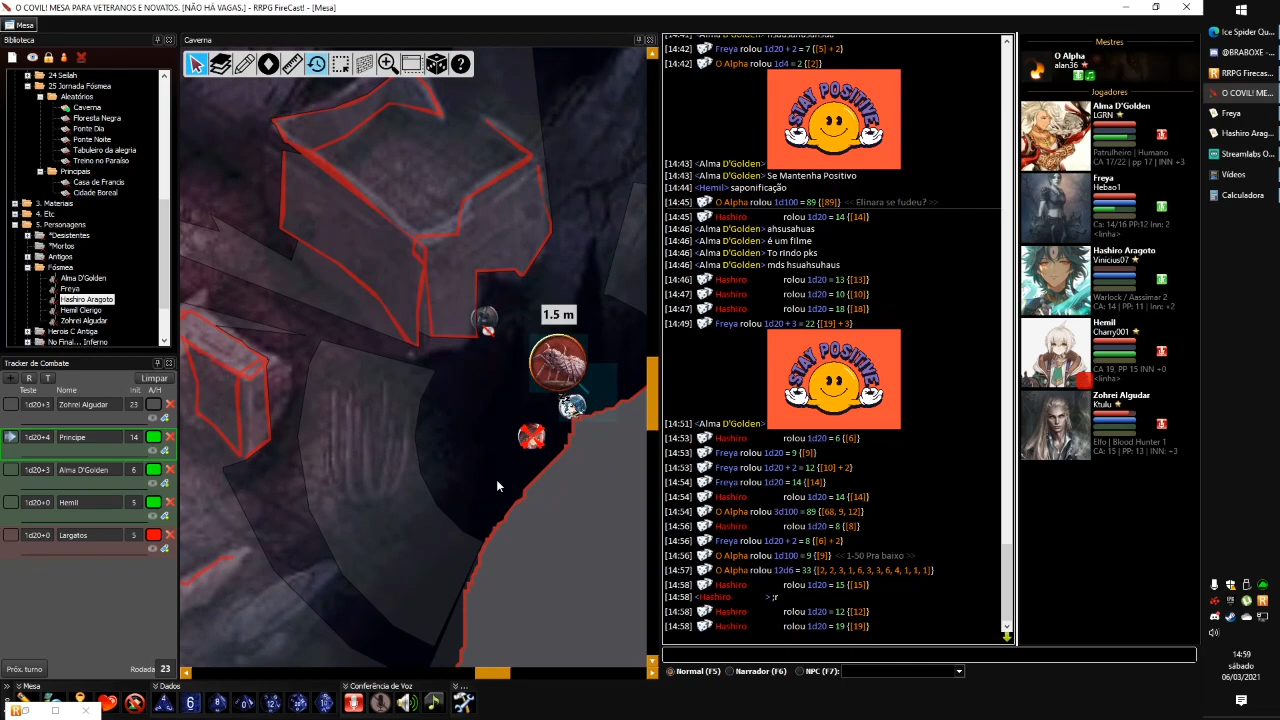 O COVIL! MESA PARA VETERANOS E NOVATOS. [NÃO HÁ VAGAS.] - RRPG FireCast! - [Mesa]
Mesa
Biblioteca
24 Selah
25 Jornada Fósmea
Aleatórios
Caverna
Floresta Negra
Ponte Dia
Ponte Noite
Tabuleiro da alegria
Treino no Paraíso
Principais
Casa de Francis
Cidade Boreal
3. Materiais
4. Etc
5. Personagens
*Desistentes
*Mortos
Antigos
Fósmea
Alma D'Golden
Freya
Hashiro Aragoto
Hemil Clerigo
Zohrei Algudar
Herois C Antiga
No Final... Inferno
Tracker de Combate
+ R T Limpar
Teste Nome Init. A/H
1d20+3 Zohrei Algudar 23
1d20+4 Principe 14
1d20+3 Alma D'Golden 6
1d20+0 Hemil 5
1d20+0 Largatos 5
Próx. turno Rodada 23
Caverna
1.5 m
[14:42] Freya rolou 1d20 + 2 = 7 {[5] + 2}
[14:42] O Alpha rolou 1d4 = 2 {[2]}
STAY POSITIVE
[14:43] <Alma D'Golden>
[14:43] <Alma D'Golden> Se Mantenha Positivo
[14:44] <Hemil> saponificação
[14:45] O Alpha rolou 1d100 = 89 {[89]} << Elinara se fudeu? >>
[14:45] Hashiro rolou 1d20 = 14 {[14]}
[14:46] <Alma D'Golden> ahsusahuas
[14:46] <Alma D'Golden> é um filme
[14:46] <Alma D'Golden> To rindo pks
[14:46] <Alma D'Golden> mds hsuahsuhaus
[14:46] Hashiro rolou 1d20 = 13 {[13]}
[14:47] Hashiro rolou 1d20 = 10 {[10]}
[14:47] Hashiro rolou 1d20 = 18 {[18]}
[14:49] Freya rolou 1d20 + 3 = 22 {[19] + 3}
STAY POSITIVE
[14:51] <Alma D'Golden>
[14:53] Hashiro rolou 1d20 = 6 {[6]}
[14:53] Freya rolou 1d20 = 9 {[9]}
[14:53] Freya rolou 1d20 + 2 = 12 {[10] + 2}
[14:54] Freya rolou 1d20 = 14 {[14]}
[14:54] Hashiro rolou 1d20 = 14 {[14]}
[14:54] O Alpha rolou 3d100 = 89 {[68, 9, 12]}
[14:56] Hashiro rolou 1d20 = 8 {[8]}
[14:56] Freya rolou 1d20 + 2 = 8 {[6] + 2}
[14:56] O Alpha rolou 1d100 = 9 {[9]} << 1-50 Pra baixo >>
[14:57] O Alpha rolou 12d6 = 33 {[2, 2, 3, 1, 6, 3, 3, 6, 4, 1, 1, 1]}
[14:58] Hashiro rolou 1d20 = 15 {[15]}
[14:58] <Hashiro > ;r
[14:58] Hashiro rolou 1d20 = 12 {[12]}
[14:58] Hashiro rolou 1d20 = 19 {[19]}
Normal (F5) Narrador (F6) NPC (F7):
Mestres
O Alpha
alan36
Jogadores
Alma D'Golden
LGRN
Patrulheiro | Humano
CA 17/22 | pp 17 | INN +3
Freya
Hebao1
Ca: 14/16 PP:12 Inn: 2
<linha>
Hashiro Aragoto
Vinicius07
Warlock / Aassimar 2
CA: 14 | PP: 11 | Inn: +2
Hemil
Charry001
CA 19, PP 15 INN +0
<linha>
Zohrei Algudar
Ktulu
Elfo | Blood Hunter 1
CA: 15 | PP: 13 | INN: −3
Ice Spider Qu...
@BRABOXE -...
RRPG Firecas...
O COVIL! ME...
Freya
Hashiro Arag...
Streamlabs O...
Vídeos
Calculadora
14:59
sábado
06/03/2021
Mesa
Dados
Conferência de Voz
...